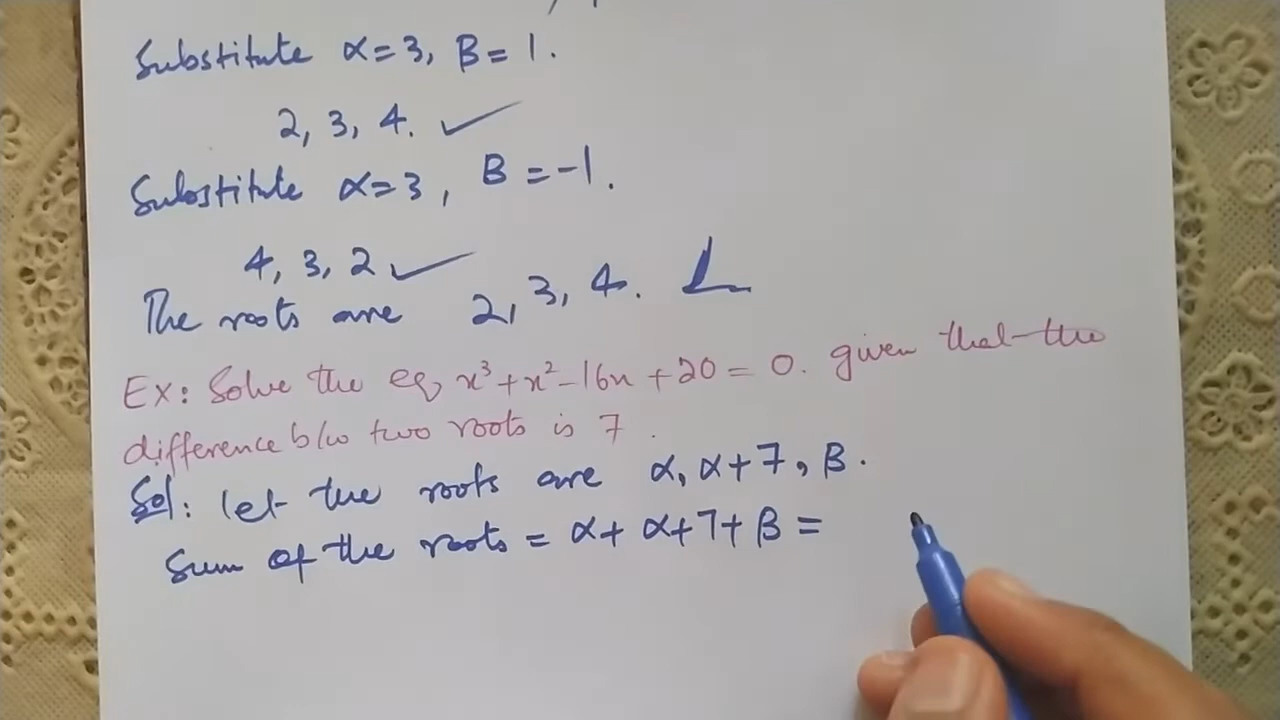 Substitute α=3, β=1.
2, 3, 4. ✓
Substitute α=3, β=-1.
4, 3, 2 ✓
The roots are 2, 3, 4.
Ex: Solve the eq x³+x²-16x+20=0. given that the
difference b/w two roots is 7.
Sol: let the roots are α, α+7, β.
Sum of the roots = α+ α+7+β =